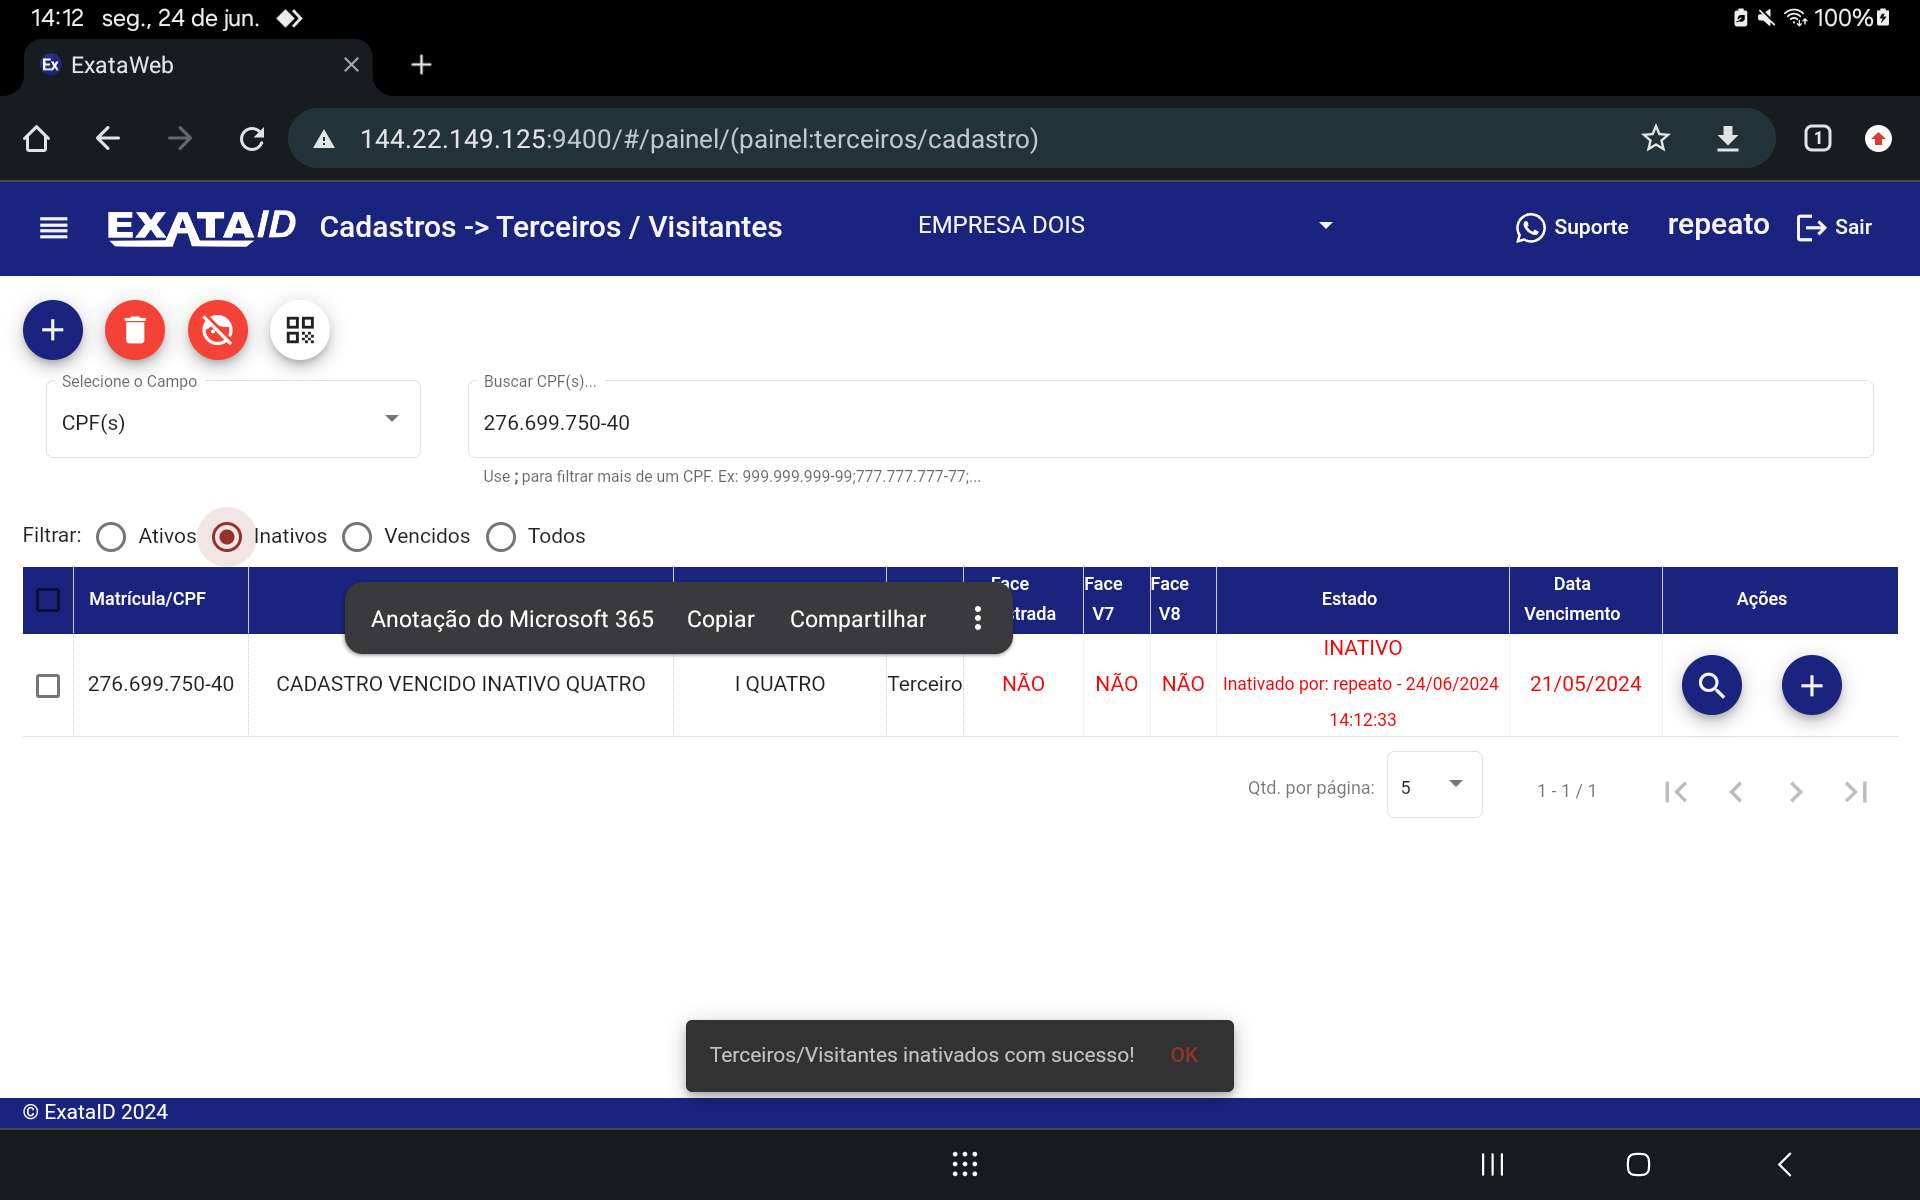 14:12 seg., 24 de jun. 100%
Ex ExataWeb
144.22.149.125:9400/#/painel/(painel:terceiros/cadastro) 1
EXATAID Cadastros -> Terceiros / Visitantes EMPRESA DOIS Suporte repeato Sair
Selecione o Campo Buscar CPF(s)...
CPF(s) 276.699.750-40
Use ; para filtrar mais de um CPF. Ex: 999.999.999-99;777.777.777-77;...
Filtrar: Ativos Inativos Vencidos Todos
Matrícula/CPF Face Face Estado Data Ações
V7 V8 Vencimento
Anotação do Microsoft 365 Copiar Compartilhar
276.699.750-40 CADASTRO VENCIDO INATIVO QUATRO I QUATRO Terceiro NÃO NÃO NÃO INATIVO 21/05/2024
Inativado por: repeato - 24/06/2024
14:12:33
Qtd. por página: 5 1 - 1 / 1
Terceiros/Visitantes inativados com sucesso! OK
© ExataID 2024